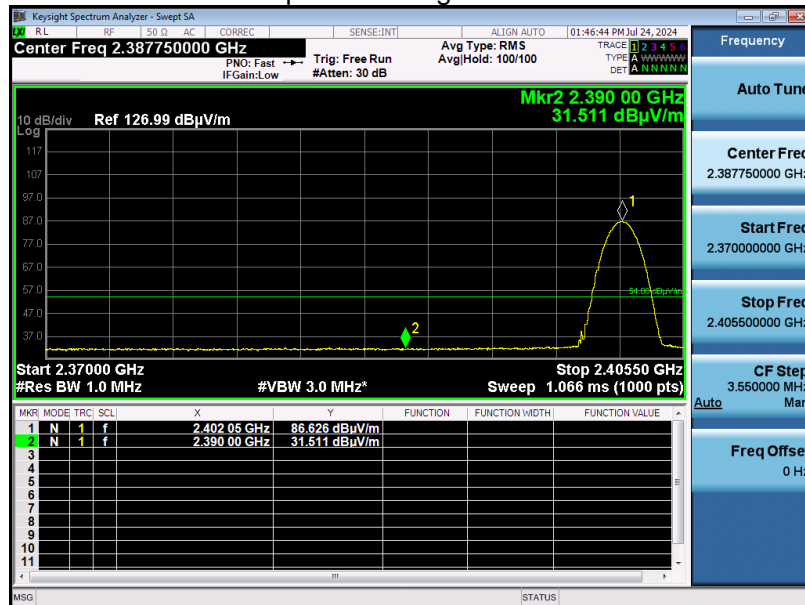 Keysight Spectrum Analyzer - Swept SA
LXI RL RF 50 Ω AC CORREC SENSE:INT ALIGN AUTO 01:46:44 PM Jul 24, 2024
Center Freq 2.387750000 GHz
PNO: Fast
IFGain:Low
Trig: Free Run
#Atten: 30 dB
Avg Type: RMS
Avg|Hold: 100/100
TRACE 1 2 3 4 5 6
TYPE A WWWWW
DET A N N N N N
Mkr2 2.390 00 GHz
31.511 dBµV/m
10 dB/div Ref 126.99 dBµV/m
Log
117
107
97.0
87.0
77.0
67.0
57.0
47.0
37.0
1
54.00 dBµV/m
2
Start 2.37000 GHz Stop 2.40550 GHz
#Res BW 1.0 MHz #VBW 3.0 MHz* Sweep 1.066 ms (1000 pts)
MKR MODE TRC SCL X Y FUNCTION FUNCTION WIDTH FUNCTION VALUE
1 N 1 f 2.402 05 GHz 86.626 dBµV/m
2 N 1 f 2.390 00 GHz 31.511 dBµV/m
3
4
5
6
7
8
9
10
11
MSG STATUS
Frequency
Auto Tune
Center Freq
2.387750000 GHz
Start Freq
2.370000000 GHz
Stop Freq
2.405500000 GHz
CF Step
3.550000 MHz
Auto Man
Freq Offset
0 Hz